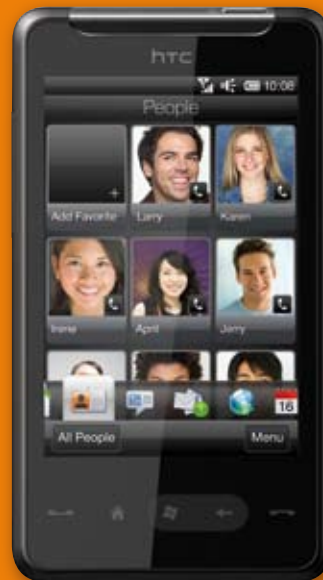 htc
10:08
People
Add Favorite
Larry
Karen
Irene
April
Jerry
16
All People
Menu